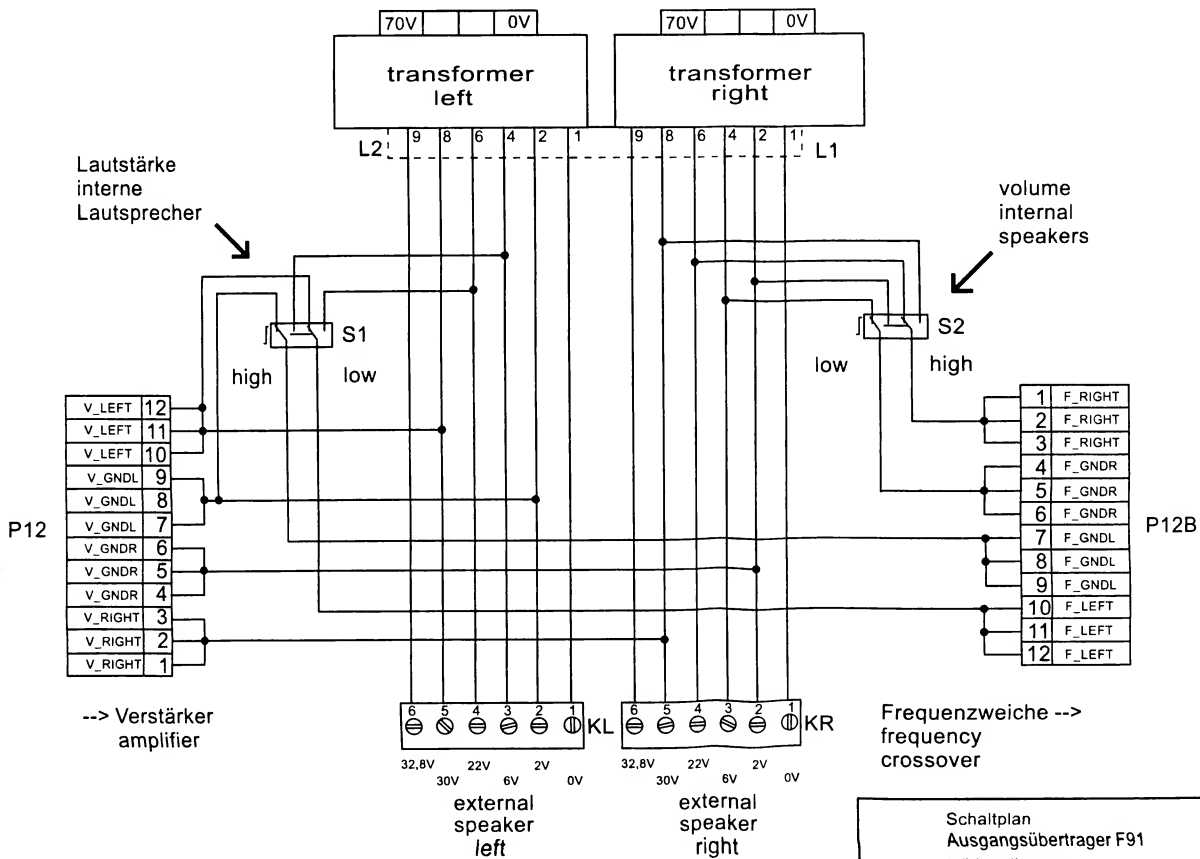 70V 0V 70V 0V
transformer left
transformer right
9 8 6 4 2 1 9 8 6 4 2 1
L2 L1
Lautstärke
interne
Lautsprecher
volume
internal
speakers
S1
high low
S2
low high
P12
V_LEFT 12
V_LEFT 11
V_LEFT 10
V_GNDL 9
V_GNDL 8
V_GNDL 7
V_GNDR 6
V_GNDR 5
V_GNDR 4
V_RIGHT 3
V_RIGHT 2
V_RIGHT 1
--> Verstärker
amplifier
1 F_RIGHT
2 F_RIGHT
3 F_RIGHT
4 F_GNDR
5 F_GNDR
6 F_GNDR
7 F_GNDL
8 F_GNDL
9 F_GNDL
10 F_LEFT
11 F_LEFT
12 F_LEFT
P12B
Frequenzweiche -->
frequency
crossover
6 5 4 3 2 1 KL
32,8V 22V 2V
30V 6V 0V
external
speaker
left
6 5 4 3 2 1 KR
32,8V 22V 2V
30V 6V 0V
external
speaker
right
Schaltplan
Ausgangsübertrager F91